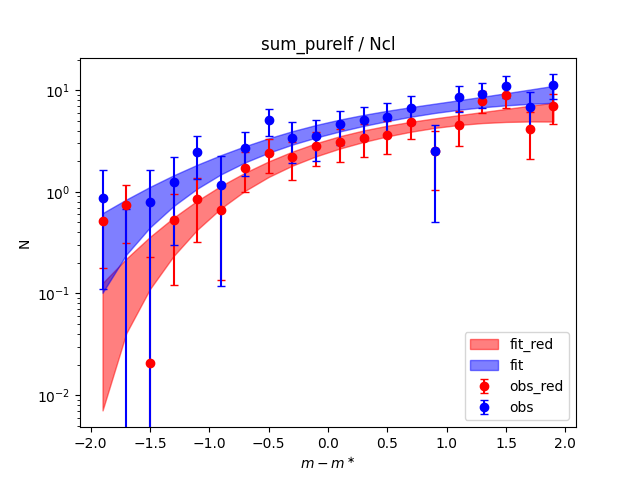 sum_purelf / Ncl
N
10¹
10⁰
10⁻¹
10⁻²
−2.0 −1.5 −1.0 −0.5 0.0 0.5 1.0 1.5 2.0
m − m *
fit_red
fit
obs_red
obs